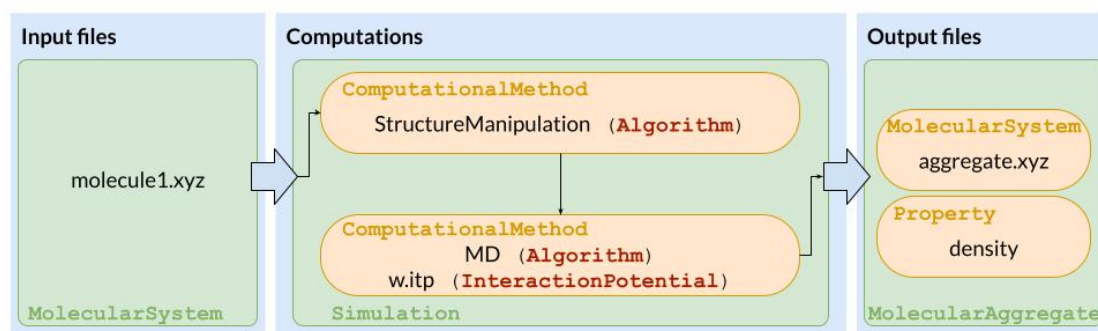 Input files
molecule1.xyz
MolecularSystem
Computations
ComputationalMethod
StructureManipulation (Algorithm)
ComputationalMethod
MD (Algorithm)
w.itp (InteractionPotential)
Simulation
Output files
MolecularSystem
aggregate.xyz
Property
density
MolecularAggregate